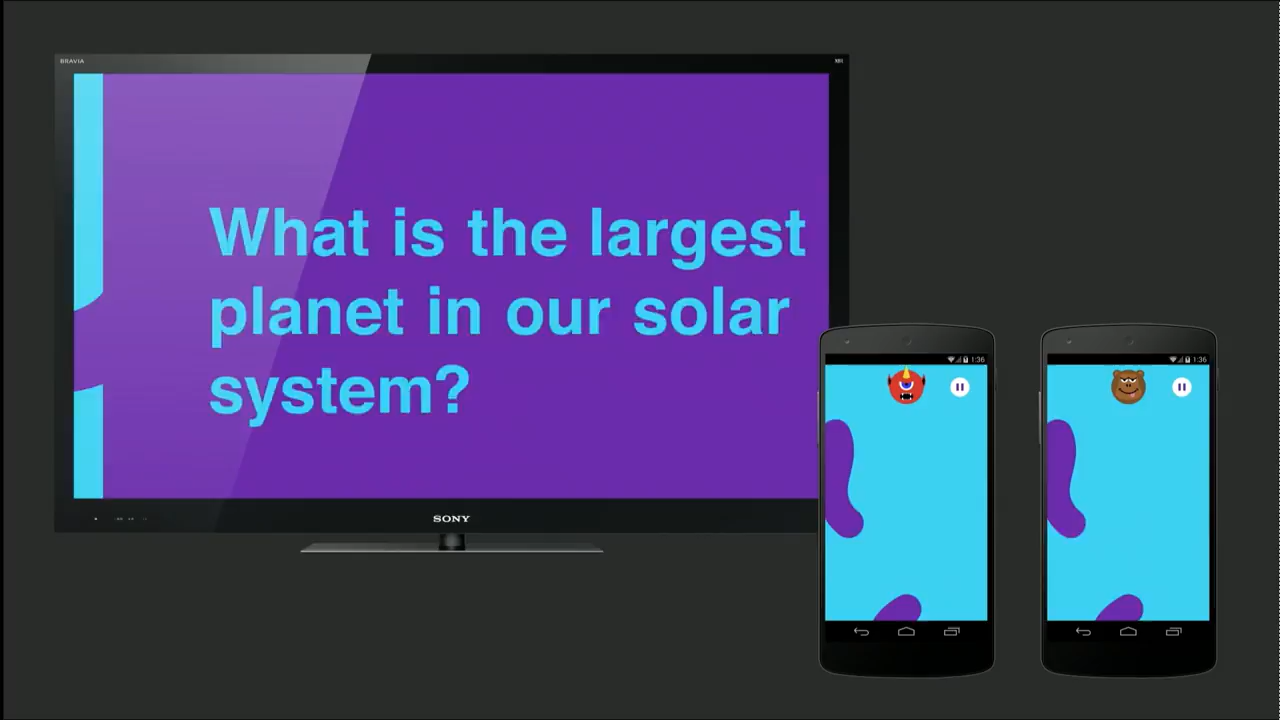 BRAVIA
What is the largest
planet in our solar
system?
SONY
1:36
1:36